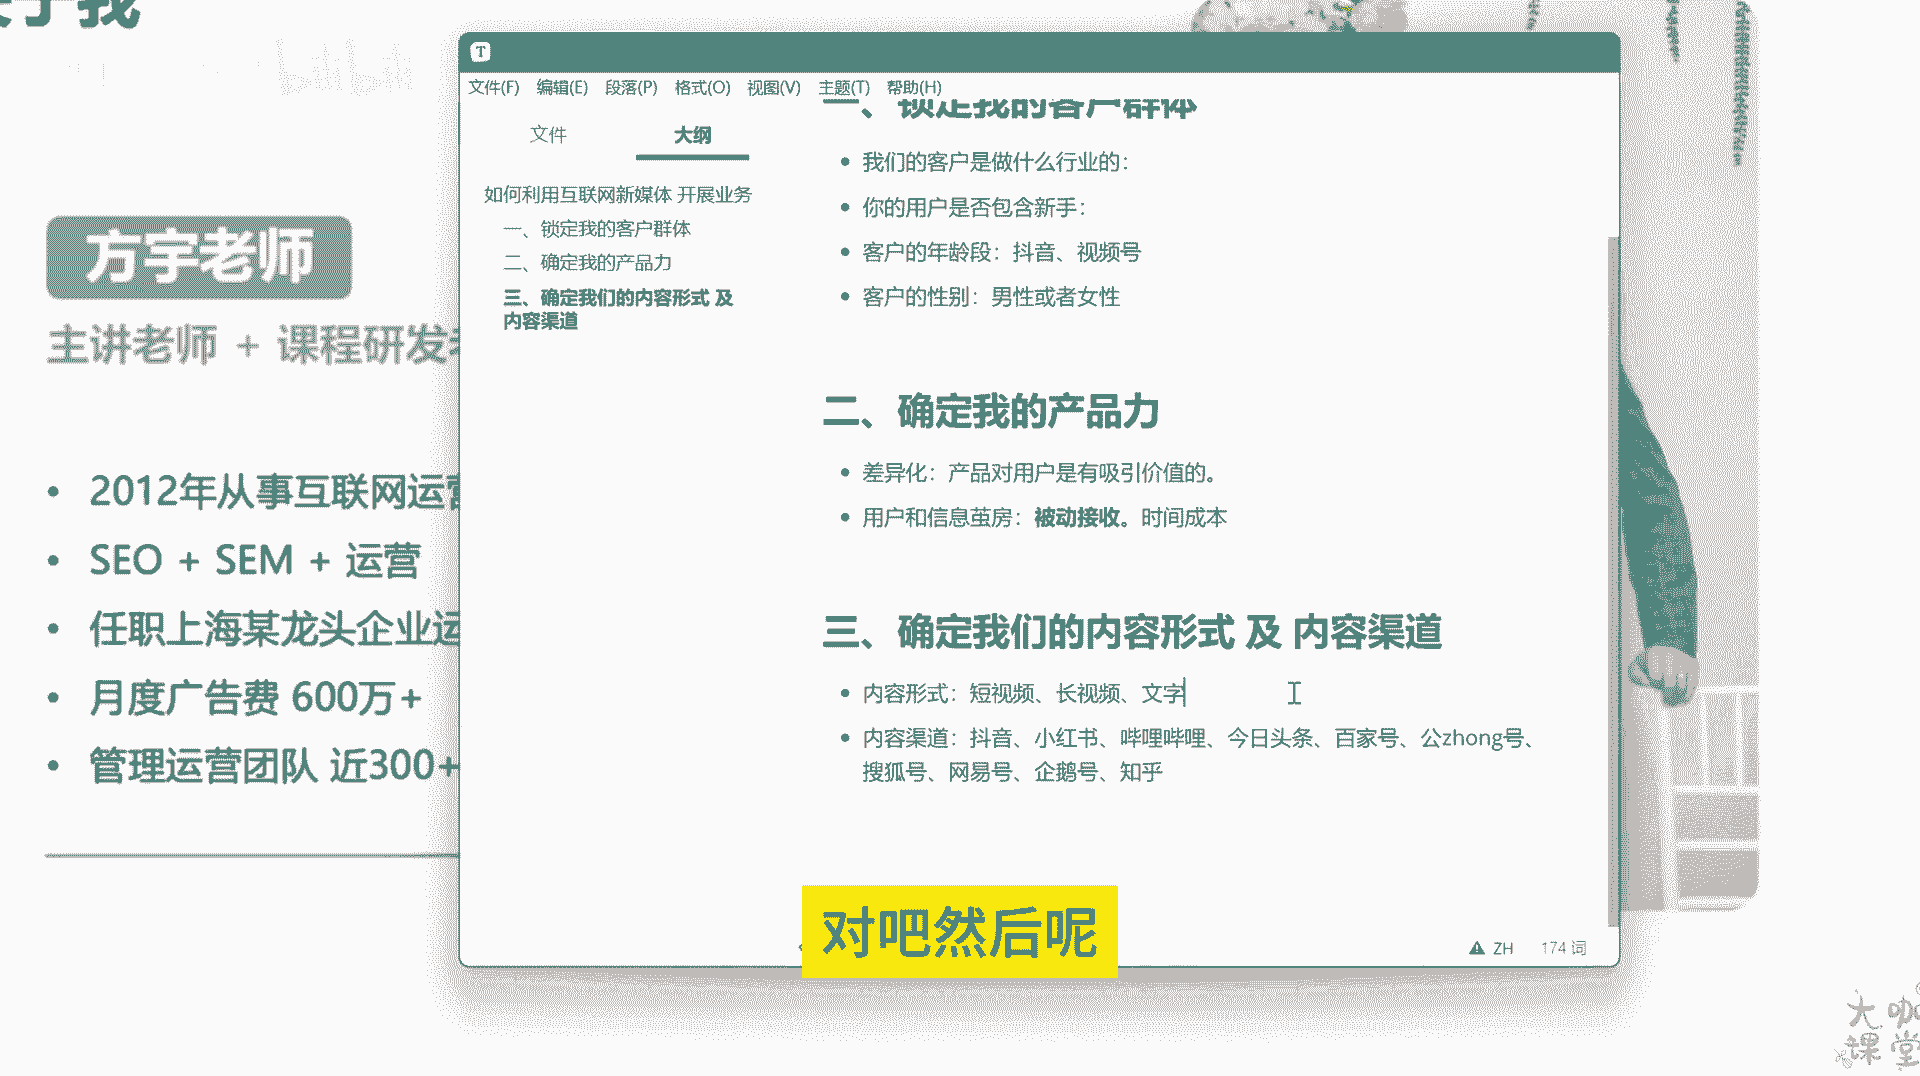 于我
bilibili
方宇老师
主讲老师 + 课程研发
2012年从事互联网运营
SEO + SEM + 运营
任职上海某龙头企业运
月度广告费 600万+
管理运营团队 近300+
T
文件(F) 编辑(E) 段落(P) 格式(O) 视图(V) 主题(T) 帮助(H)
文件 大纲
如何利用互联网新媒体 开展业务
一、锁定我的客户群体
二、确定我的产品力
三、确定我们的内容形式 及
内容渠道
一、锁定我的客户群体
我们的客户是做什么行业的：
你的用户是否包含新手：
客户的年龄段：抖音、视频号
客户的性别：男性或者女性
二、确定我的产品力
差异化：产品对用户是有吸引价值的。
用户和信息茧房：被动接收。时间成本
三、确定我们的内容形式 及 内容渠道
内容形式：短视频、长视频、文字
内容渠道：抖音、小红书、哔哩哔哩、今日头条、百家号、公zhong号、
搜狐号、网易号、企鹅号、知乎
ZH 174 词
对吧然后呢
大咖
课堂